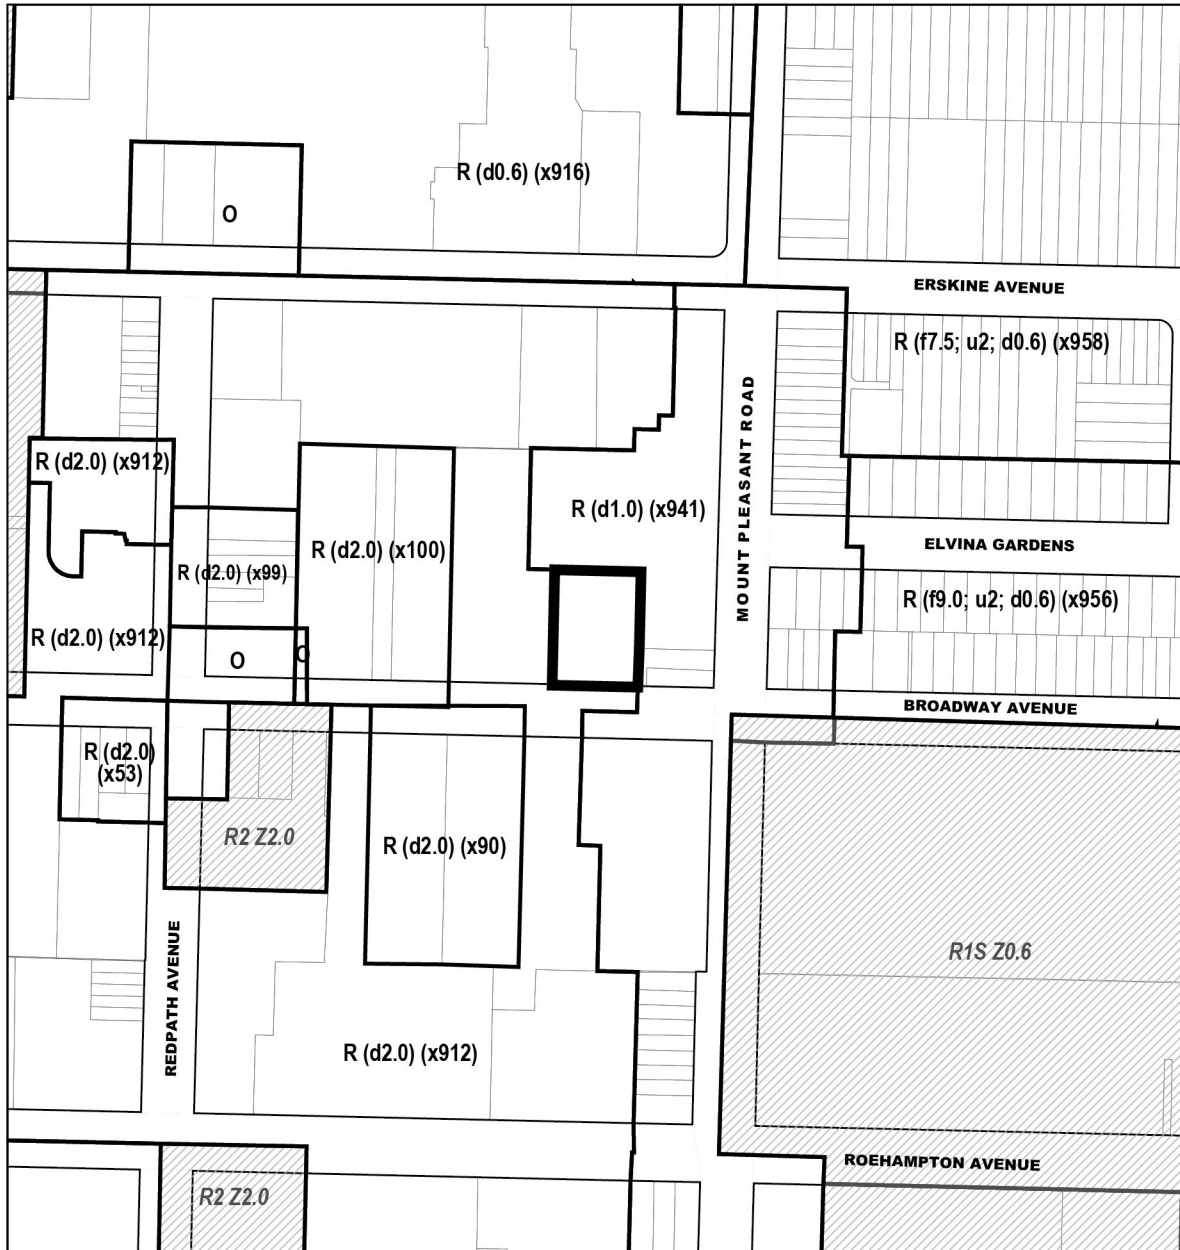 R (d0.6) (x916)
O
ERSKINE AVENUE
R (f7.5; u2; d0.6) (x958)
MOUNT PLEASANT ROAD
R (d2.0) (x912)
R (d1.0) (x941)
R (d2.0) (x100)
ELVINA GARDENS
R (d2.0) (x99)
R (f9.0; u2; d0.6) (x956)
R (d2.0) (x912)
O
O
BROADWAY AVENUE
R (d2.0)
(x53)
R2 Z2.0
R (d2.0) (x90)
R1S Z0.6
REDPATH AVENUE
R (d2.0) (x912)
ROEHAMPTON AVENUE
R2 Z2.0